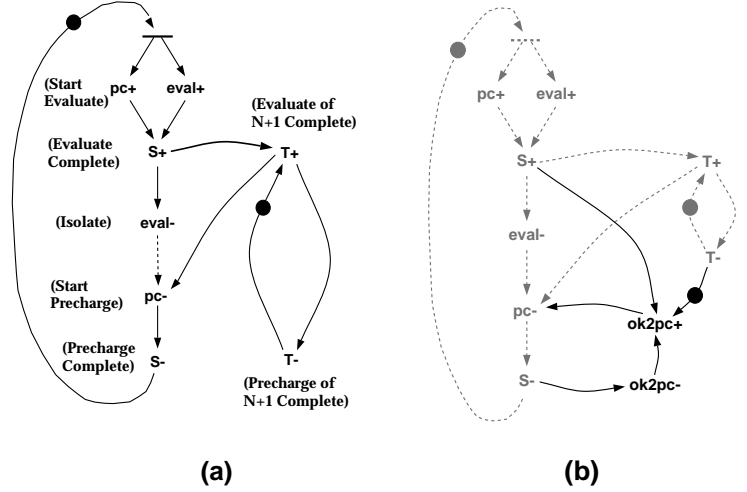 (Start
Evaluate)
pc+
eval+
(Evaluate
Complete)
S+
(Evaluate of
N+1 Complete)
T+
(Isolate)
eval-
(Start
Precharge)
pc-
(Precharge
Complete)
S-
T-
(Precharge of
N+1 Complete)
(a)
pc+
eval+
S+
T+
eval-
T-
pc-
ok2pc+
S-
ok2pc-
(b)